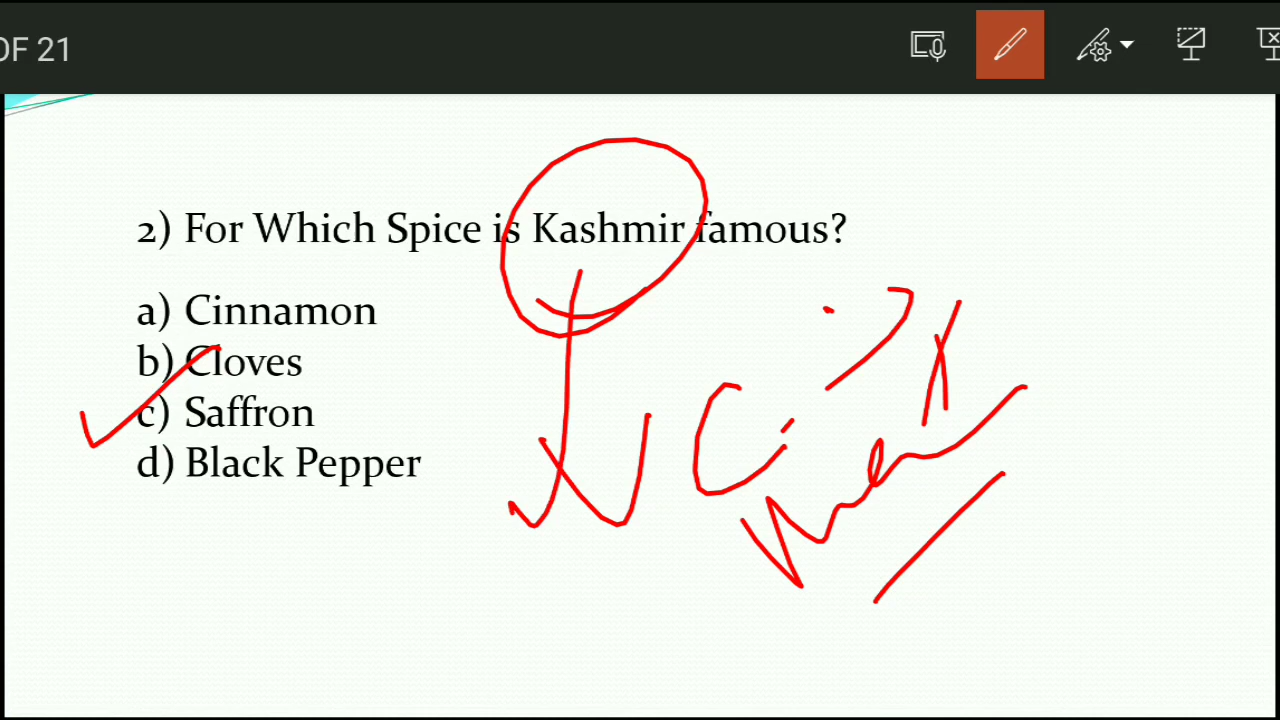 OF 21
2) For Which Spice is Kashmir famous?
a) Cinnamon
b) Cloves
c) Saffron
d) Black Pepper